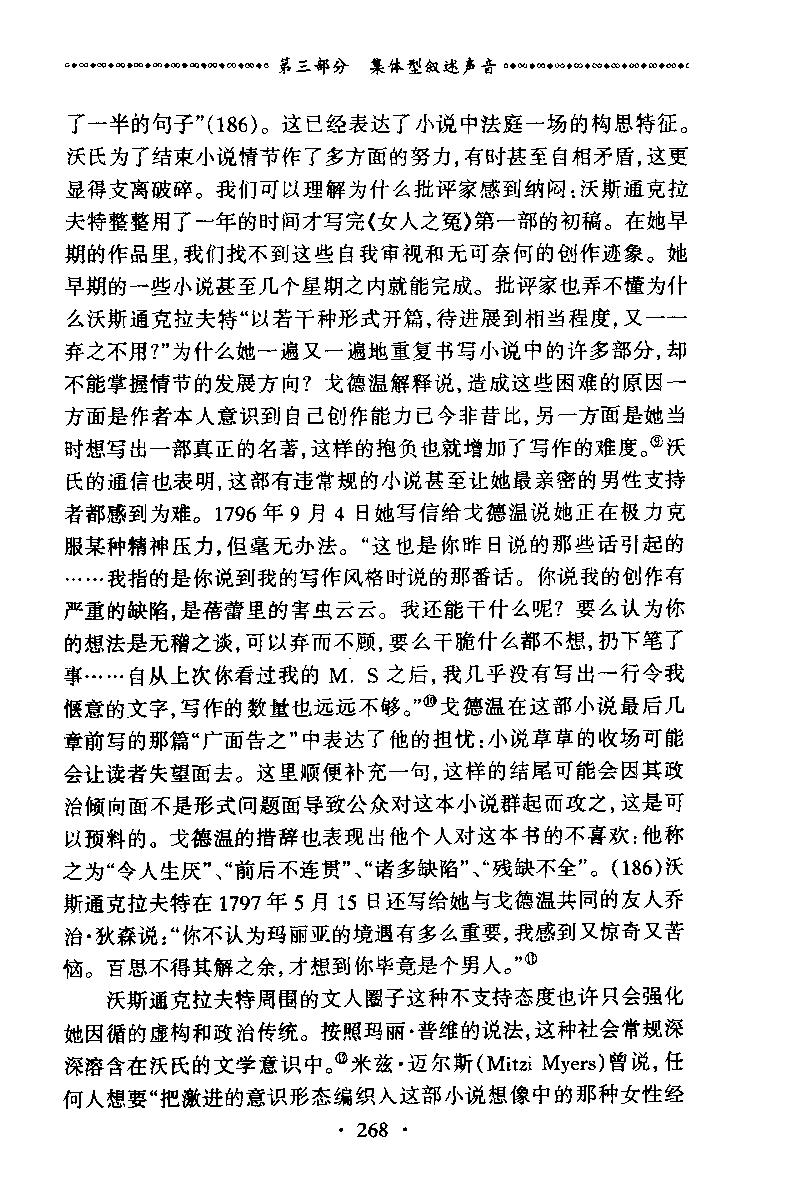 第三部分 集体型叙述声音
了一半的句子”(186)。这已经表达了小说中法庭一场的构思特征。
沃氏为了结束小说情节作了多方面的努力,有时甚至自相矛盾,这更
显得支离破碎。我们可以理解为什么批评家感到纳闷:沃斯通克拉
夫特整整用了一年的时间才写完《女人之冤》第一部的初稿。在她早
期的作品里,我们找不到这些自我审视和无可奈何的创作迹象。她
早期的一些小说甚至几个星期之内就能完成。批评家也弄不懂为什
么沃斯通克拉夫特“以若干种形式开篇,待进展到相当程度,又一一
弃之不用?”为什么她一遍又一遍地重复书写小说中的许多部分,却
不能掌握情节的发展方向? 戈德温解释说,造成这些困难的原因一
方面是作者本人意识到自己创作能力已今非昔比,另一方面是她当
时想写出一部真正的名著,这样的抱负也就增加了写作的难度。⑨沃
氏的通信也表明,这部有违常规的小说甚至让她最亲密的男性支持
者都感到为难。1796 年 9 月 4 日她写信给戈德温说她正在极力克
服某种精神压力,但毫无办法。“这也是你昨日说的那些话引起的
……我指的是你说到我的写作风格时说的那番话。你说我的创作有
严重的缺陷,是蓓蕾里的害虫云云。我还能干什么呢? 要么认为你
的想法是无稽之谈,可以弃而不顾,要么干脆什么都不想,扔下笔了
事……自从上次你看过我的 M. S 之后,我几乎没有写出一行令我
惬意的文字,写作的数量也远远不够。”⑩戈德温在这部小说最后几
章前写的那篇“广面告之”中表达了他的担忧:小说草草的收场可能
会让读者失望面去。这里顺便补充一句,这样的结尾可能会因其政
治倾向面不是形式问题面导致公众对这本小说群起而攻之,这是可
以预料的。戈德温的措辞也表现出他个人对这本书的不喜欢:他称
之为“令人生厌”、“前后不连贯”、“诸多缺陷”、“残缺不全”。(186)沃
斯通克拉夫特在 1797 年 5 月 15 日还写给她与戈德温共同的友人乔
治·狄森说:“你不认为玛丽亚的境遇有多么重要,我感到又惊奇又苦
恼。百思不得其解之余,才想到你毕竟是个男人。”⑪
沃斯通克拉夫特周围的文人圈子这种不支持态度也许只会强化
她因循的虚构和政治传统。按照玛丽·普维的说法,这种社会常规深
深溶含在沃氏的文学意识中。⑫米兹·迈尔斯(Mitzi Myers)曾说,任
何人想要“把激进的意识形态编织入这部小说想像中的那种女性经
· 268 ·